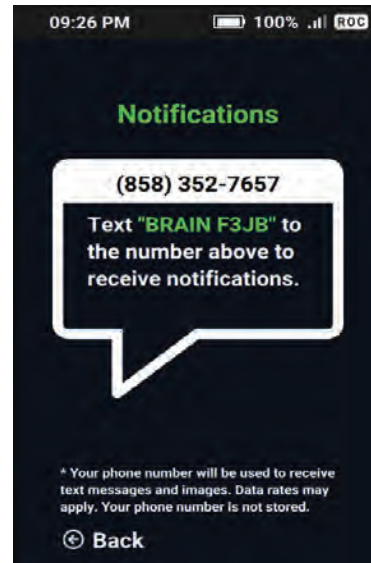 09:26 PM 100% ROC
Notifications
(858) 352-7657
Text "BRAIN F3JB" to
the number above to
receive notifications.
* Your phone number will be used to receive
text messages and images. Data rates may
apply. Your phone number is not stored.
Back